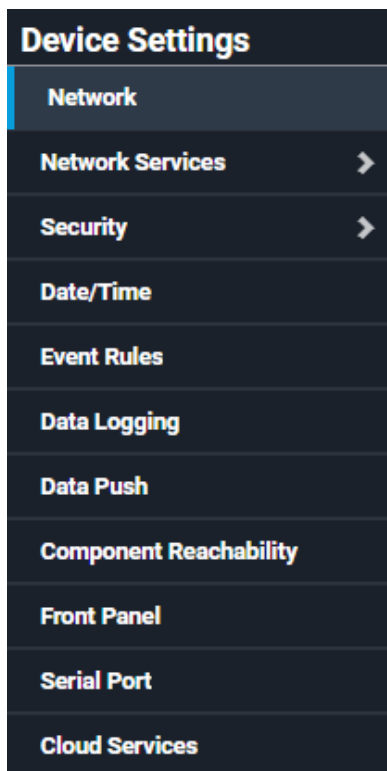 Device Settings
Network
Network Services
Security
Date/Time
Event Rules
Data Logging
Data Push
Component Reachability
Front Panel
Serial Port
Cloud Services